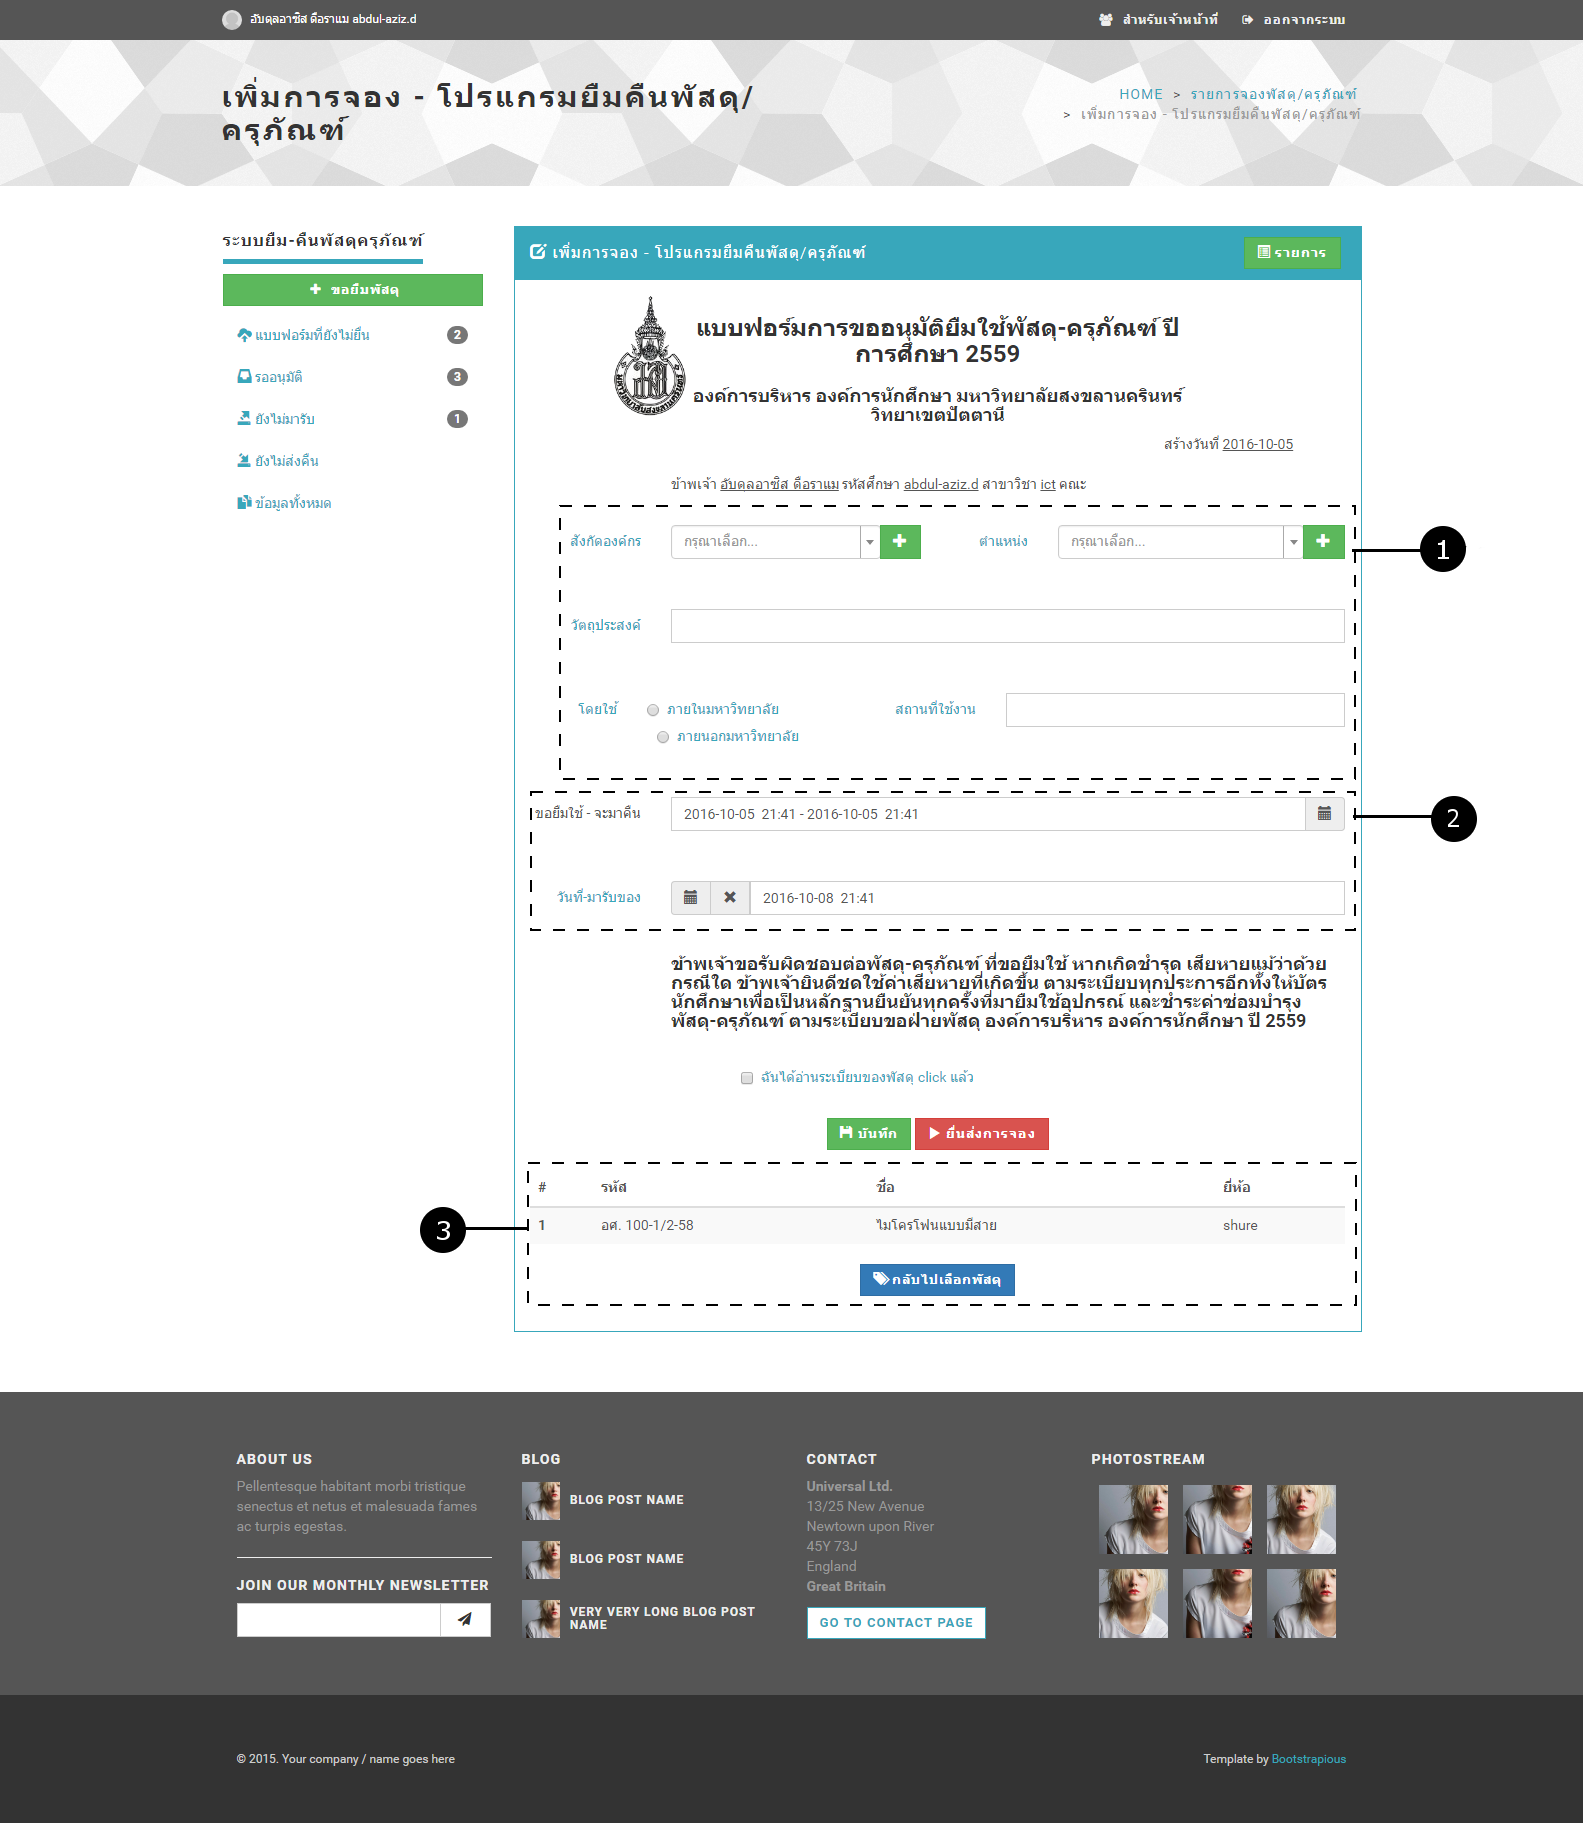 อับดุลอาซิส ดือราแม abdul-aziz.d
สำหรับเจ้าหน้าที่ ออกจากระบบ
เพิ่มการจอง - โปรแกรมยืมคืนพัสดุ/
ครุภัณฑ์
HOME > รายการจองพัสดุ/ครุภัณฑ์
> เพิ่มการจอง - โปรแกรมยืมคืนพัสดุ/ครุภัณฑ์
ระบบยืม-คืนพัสดุครุภัณฑ์
ขอยืมพัสดุ
แบบฟอร์มที่ยังไม่ยื่น 2
รออนุมัติ 3
ยังไม่มารับ 1
ยังไม่ส่งคืน
ข้อมูลทั้งหมด
เพิ่มการจอง - โปรแกรมยืมคืนพัสดุ/ครุภัณฑ์
รายการ
แบบฟอร์มการขออนุมัติยืมใช้พัสดุ-ครุภัณฑ์ ปี
การศึกษา 2559
องค์การบริหาร องค์การนักศึกษา มหาวิทยาลัยสงขลานครินทร์
วิทยาเขตปัตตานี
สร้างวันที่ 2016-10-05
ข้าพเจ้า อับดุลอาซิส ดือราแม รหัสศึกษา abdul-aziz.d สาขาวิชา ict คณะ
สังกัดองค์กร กรุณาเลือก... ตำแหน่ง กรุณาเลือก...
1
วัตถุประสงค์
โดยใช้ ภายในมหาวิทยาลัย สถานที่ใช้งาน
ภายนอกมหาวิทยาลัย
ขอยืมใช้ - จะมาคืน 2016-10-05 21:41 - 2016-10-05 21:41
2
วันที่-มารับของ 2016-10-08 21:41
ข้าพเจ้าขอรับผิดชอบต่อพัสดุ-ครุภัณฑ์ ที่ขอยืมใช้ หากเกิดชำรุด เสียหายแม้ว่าด้วย
กรณีใด ข้าพเจ้ายินดีชดใช้ค่าเสียหายที่เกิดขึ้น ตามระเบียบทุกประการอีกทั้งให้บัตร
นักศึกษาเพื่อเป็นหลักฐานยืนยันทุกครั้งที่มายืมใช้อุปกรณ์ และชำระค่าซ่อมบำรุง
พัสดุ-ครุภัณฑ์ ตามระเบียบขอฝ่ายพัสดุ องค์การบริหาร องค์การนักศึกษา ปี 2559
ฉันได้อ่านระเบียบของพัสดุ click แล้ว
บันทึก ยื่นส่งการจอง
# รหัส ชื่อ ยี่ห้อ
3
1 อศ. 100-1/2-58 ไมโครโฟนแบบมีสาย shure
กลับไปเลือกพัสดุ
ABOUT US
Pellentesque habitant morbi tristique
senectus et netus et malesuada fames
ac turpis egestas.
JOIN OUR MONTHLY NEWSLETTER
BLOG
BLOG POST NAME
BLOG POST NAME
VERY VERY LONG BLOG POST
NAME
CONTACT
Universal Ltd.
13/25 New Avenue
Newtown upon River
45Y 73J
England
Great Britain
GO TO CONTACT PAGE
PHOTOSTREAM
© 2015. Your company / name goes here
Template by Bootstrapious